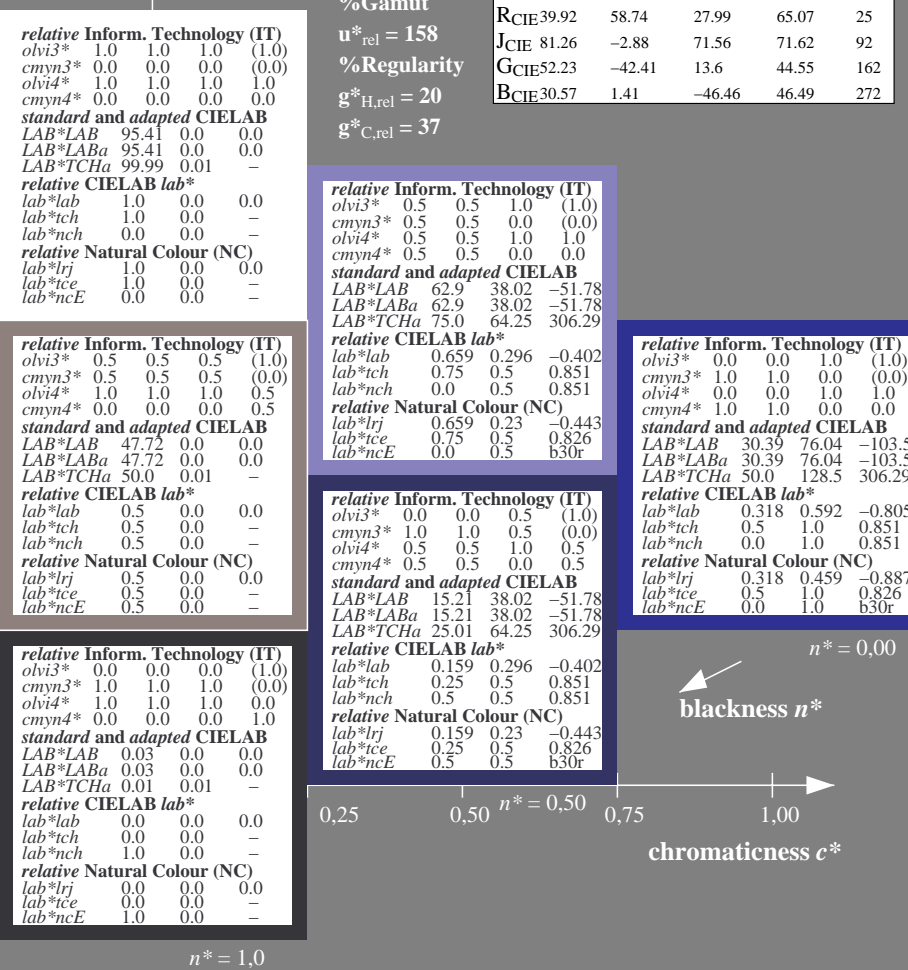 %Gamut
u*rel = 158
%Regularity
g*H,rel = 20
g*C,rel = 37
RCIE 39.92 58.74 27.99 65.07 25
JCIE 81.26 −2.88 71.56 71.62 92
GCIE 52.23 −42.41 13.6 44.55 162
BCIE 30.57 1.41 −46.46 46.49 272
relative Inform. Technology (IT)
olvi3* 1.0 1.0 1.0 (1.0)
cmyn3* 0.0 0.0 0.0 (0.0)
olvi4* 1.0 1.0 1.0 1.0
cmyn4* 0.0 0.0 0.0 0.0
standard and adapted CIELAB
LAB*LAB 95.41 0.0 0.0
LAB*LABa 95.41 0.0 0.0
LAB*TCHa 99.99 0.01 –
relative CIELAB lab*
lab*lab 1.0 0.0 0.0
lab*tch 1.0 0.0 –
lab*nch 0.0 0.0 –
relative Natural Colour (NC)
lab*lrj 1.0 0.0 0.0
lab*tce 1.0 0.0 –
lab*ncE 0.0 0.0 –
relative Inform. Technology (IT)
olvi3* 0.5 0.5 1.0 (1.0)
cmyn3* 0.5 0.5 0.0 (0.0)
olvi4* 0.5 0.5 1.0 1.0
cmyn4* 0.5 0.5 0.0 0.0
standard and adapted CIELAB
LAB*LAB 62.9 38.02 −51.78
LAB*LABa 62.9 38.02 −51.78
LAB*TCHa 75.0 64.25 306.29
relative CIELAB lab*
lab*lab 0.659 0.296 −0.402
lab*tch 0.75 0.5 0.851
lab*nch 0.0 0.5 0.851
relative Natural Colour (NC)
lab*lrj 0.659 0.23 −0.443
lab*tce 0.75 0.5 0.826
lab*ncE 0.0 0.5 b30r
relative Inform. Technology (IT)
olvi3* 0.5 0.5 0.5 (1.0)
cmyn3* 0.5 0.5 0.5 (0.0)
olvi4* 1.0 1.0 1.0 0.5
cmyn4* 0.0 0.0 0.0 0.5
standard and adapted CIELAB
LAB*LAB 47.72 0.0 0.0
LAB*LABa 47.72 0.0 0.0
LAB*TCHa 50.0 0.01 –
relative CIELAB lab*
lab*lab 0.5 0.0 0.0
lab*tch 0.5 0.0 –
lab*nch 0.5 0.0 –
relative Natural Colour (NC)
lab*lrj 0.5 0.0 0.0
lab*tce 0.5 0.0 –
lab*ncE 0.5 0.0 –
relative Inform. Technology (IT)
olvi3* 0.0 0.0 1.0 (1.0)
cmyn3* 1.0 1.0 0.0 (0.0)
olvi4* 0.0 0.0 1.0 1.0
cmyn4* 1.0 1.0 0.0 0.0
standard and adapted CIELAB
LAB*LAB 30.39 76.04 −103.5
LAB*LABa 30.39 76.04 −103.5
LAB*TCHa 50.0 128.5 306.29
relative CIELAB lab*
lab*lab 0.318 0.592 −0.805
lab*tch 0.5 1.0 0.851
lab*nch 0.0 1.0 0.851
relative Natural Colour (NC)
lab*lrj 0.318 0.459 −0.887
lab*tce 0.5 1.0 0.826
lab*ncE 0.0 1.0 b30r
relative Inform. Technology (IT)
olvi3* 0.0 0.0 0.5 (1.0)
cmyn3* 1.0 1.0 0.5 (0.0)
olvi4* 0.5 0.5 1.0 0.5
cmyn4* 0.5 0.5 0.0 0.5
standard and adapted CIELAB
LAB*LAB 15.21 38.02 −51.78
LAB*LABa 15.21 38.02 −51.78
LAB*TCHa 25.01 64.25 306.29
relative CIELAB lab*
lab*lab 0.159 0.296 −0.402
lab*tch 0.25 0.5 0.851
lab*nch 0.5 0.5 0.851
relative Natural Colour (NC)
lab*lrj 0.159 0.23 −0.443
lab*tce 0.25 0.5 0.826
lab*ncE 0.5 0.5 b30r
relative Inform. Technology (IT)
olvi3* 0.0 0.0 0.0 (1.0)
cmyn3* 1.0 1.0 1.0 (0.0)
olvi4* 1.0 1.0 1.0 0.0
cmyn4* 0.0 0.0 0.0 1.0
standard and adapted CIELAB
LAB*LAB 0.03 0.0 0.0
LAB*LABa 0.03 0.0 0.0
LAB*TCHa 0.01 0.01 –
relative CIELAB lab*
lab*lab 0.0 0.0 0.0
lab*tch 0.0 0.0 –
lab*nch 1.0 0.0 –
relative Natural Colour (NC)
lab*lrj 0.0 0.0 0.0
lab*tce 0.0 0.0 –
lab*ncE 1.0 0.0 –
n* = 0,00
blackness n*
0,25 0,50 n* = 0,50 0,75 1,00
chromaticness c*
n* = 1,0